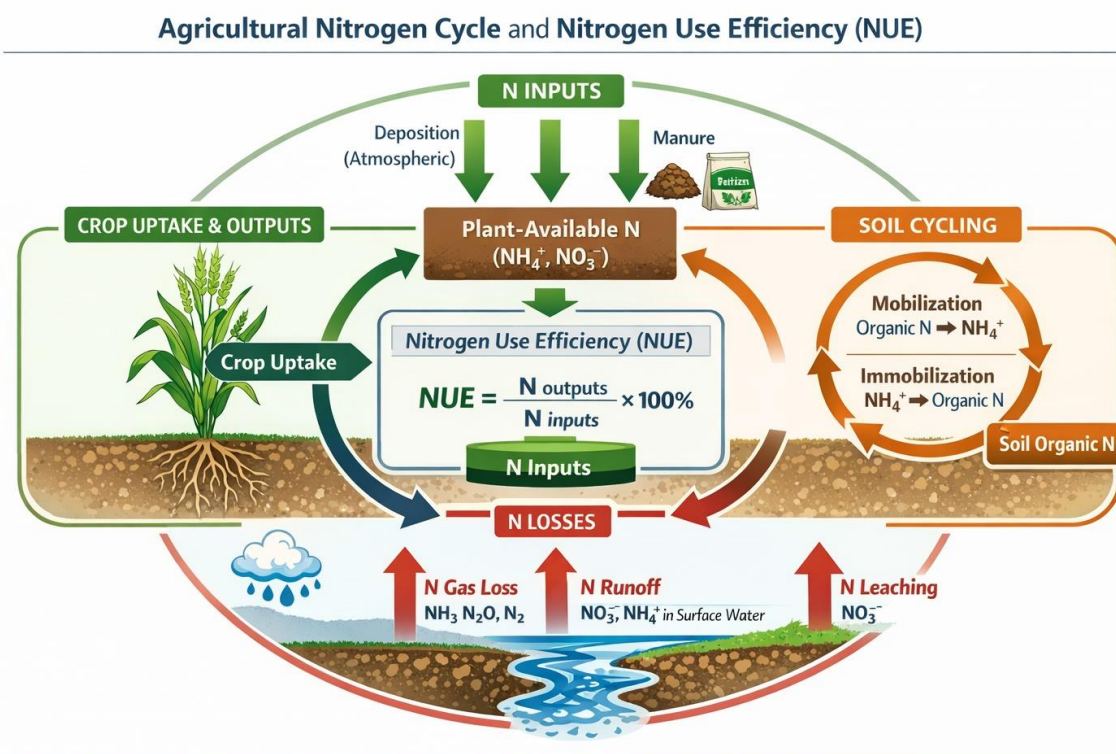 Agricultural Nitrogen Cycle and Nitrogen Use Efficiency (NUE)
N INPUTS
Deposition
(Atmospheric)
Manure
Fertizn
CROP UPTAKE & OUTPUTS
Plant-Available N
(NH₄⁺, NO₃⁻)
SOIL CYCLING
Mobilization
Organic N ➡ NH₄⁺
Immobilization
NH₄⁺ ➡ Organic N
Soil Organic N
Nitrogen Use Efficiency (NUE)
Crop Uptake
NUE = N outputs / N inputs × 100%
N Inputs
N LOSSES
N Gas Loss
NH₃ N₂O, N₂
N Runoff
NO₃⁻, NH₄⁺ in Surface Water
N Leaching
NO₃⁻⁻